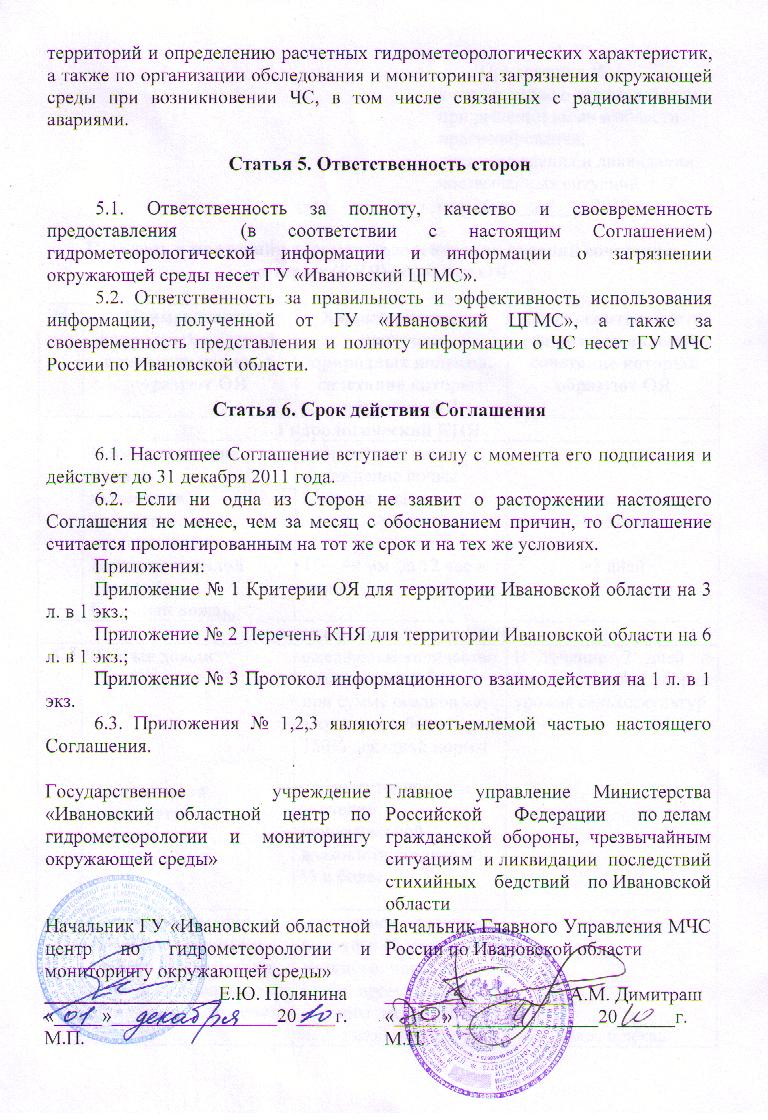 территорий и определению расчетных гидрометеорологических характеристик,
а также по организации обследования и мониторинга загрязнения окружающей
среды при возникновении ЧС, в том числе связанных с радиоактивными
авариями.
Статья 5. Ответственность сторон
5.1. Ответственность за полноту, качество и своевременность
предоставления (в соответствии с настоящим Соглашением)
гидрометеорологической информации и информации о загрязнении
окружающей среды несет ГУ «Ивановский ЦГМС».
5.2. Ответственность за правильность и эффективность использования
информации, полученной от ГУ «Ивановский ЦГМС», а также за
своевременность представления и полноту информации о ЧС несет ГУ МЧС
России по Ивановской области.
Статья 6. Срок действия Соглашения
6.1. Настоящее Соглашение вступает в силу с момента его подписания и
действует до 31 декабря 2011 года.
6.2. Если ни одна из Сторон не заявит о расторжении настоящего
Соглашения не менее, чем за месяц с обоснованием причин, то Соглашение
считается пролонгированным на тот же срок и на тех же условиях.
Приложения:
Приложение № 1 Критерии ОЯ для территории Ивановской области на 3
л. в 1 экз.;
Приложение № 2 Перечень КНЯ для территории Ивановской области на 6
л. в 1 экз.;
Приложение № 3 Протокол информационного взаимодействия на 1 л. в 1
экз.
6.3. Приложения № 1,2,3 являются неотъемлемой частью настоящего
Соглашения.
Государственное учреждение
«Ивановский областной центр по
гидрометеорологии и мониторингу
окружающей среды»
Начальник ГУ «Ивановский областной
центр по гидрометеорологии и
мониторингу окружающей среды»
Е.Ю. Полянина
« 01 » декабря 2010 г.
М.П.
Главное управление Министерства
Российской Федерации по делам
гражданской обороны, чрезвычайным
ситуациям и ликвидации последствий
стихийных бедствий по Ивановской
области
Начальник Главного Управления МЧС
России по Ивановской области
А.М. Димитраш
« » 2010 г.
М.П.